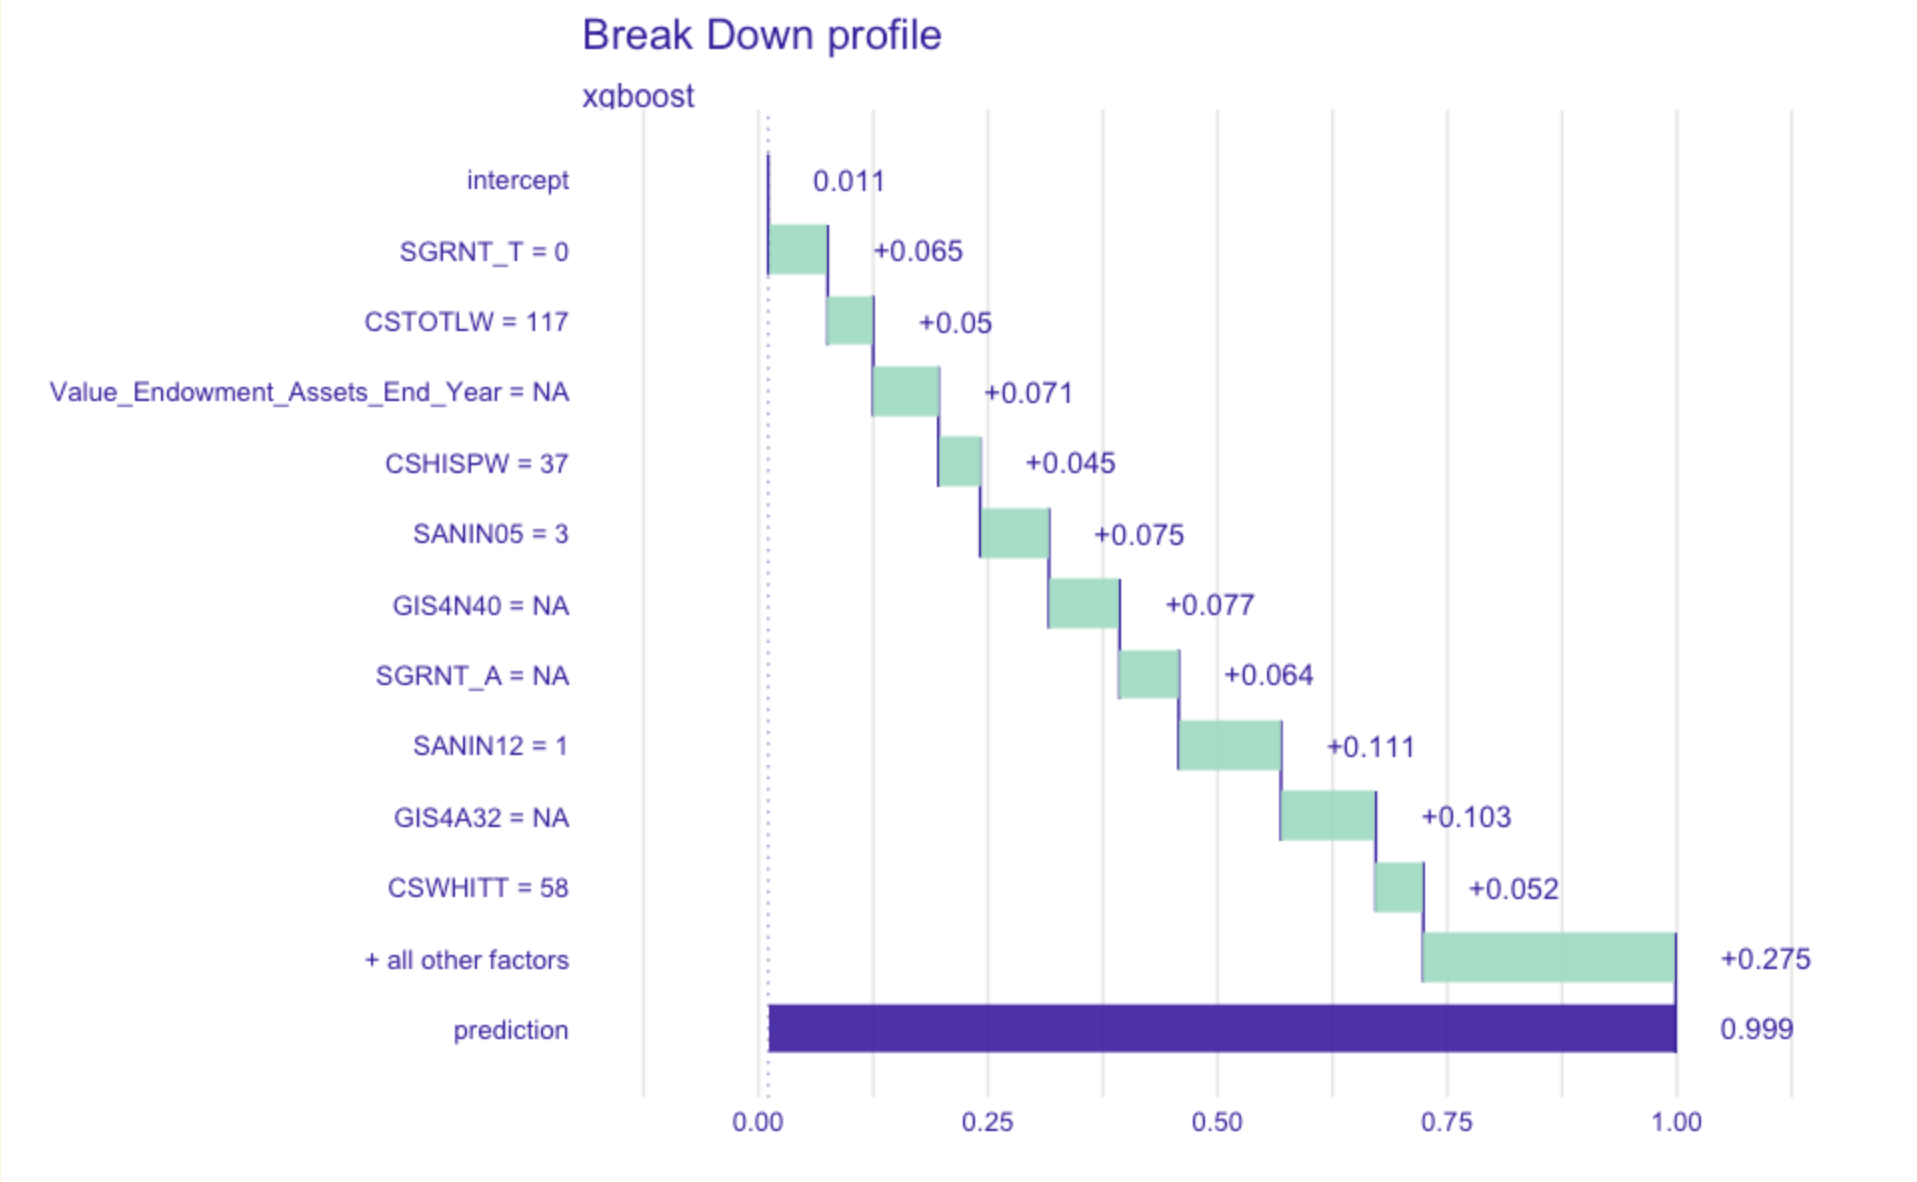 Break Down profile
xgboost
intercept 0.011
SGRNT_T = 0 +0.065
CSTOTLW = 117 +0.05
Value_Endowment_Assets_End_Year = NA +0.071
CSHISPW = 37 +0.045
SANIN05 = 3 +0.075
GIS4N40 = NA +0.077
SGRNT_A = NA +0.064
SANIN12 = 1 +0.111
GIS4A32 = NA +0.103
CSWHITT = 58 +0.052
+ all other factors +0.275
prediction 0.999
0.00 0.25 0.50 0.75 1.00